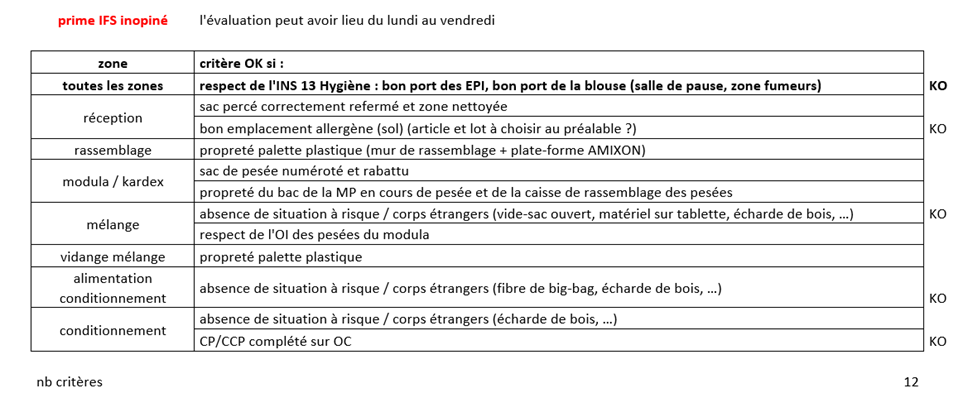 prime IFS inopiné l'évaluation peut avoir lieu du lundi au vendredi
zone critère OK si :
toutes les zones respect de l'INS 13 Hygiène : bon port des EPI, bon port de la blouse (salle de pause, zone fumeurs) KO
réception
sac percé correctement refermé et zone nettoyée
bon emplacement allergène (sol) (article et lot à choisir au préalable ?) KO
rassemblage propreté palette plastique (mur de rassemblage + plate-forme AMIXON)
modula / kardex
sac de pesée numéroté et rabattu
propreté du bac de la MP en cours de pesée et de la caisse de rassemblage des pesées
mélange
absence de situation à risque / corps étrangers (vide-sac ouvert, matériel sur tablette, écharde de bois, …) KO
respect de l'OI des pesées du modula
vidange mélange propreté palette plastique
alimentation
conditionnement
absence de situation à risque / corps étrangers (fibre de big-bag, écharde de bois, …) KO
conditionnement
absence de situation à risque / corps étrangers (écharde de bois, …)
CP/CCP complété sur OC KO
nb critères 12